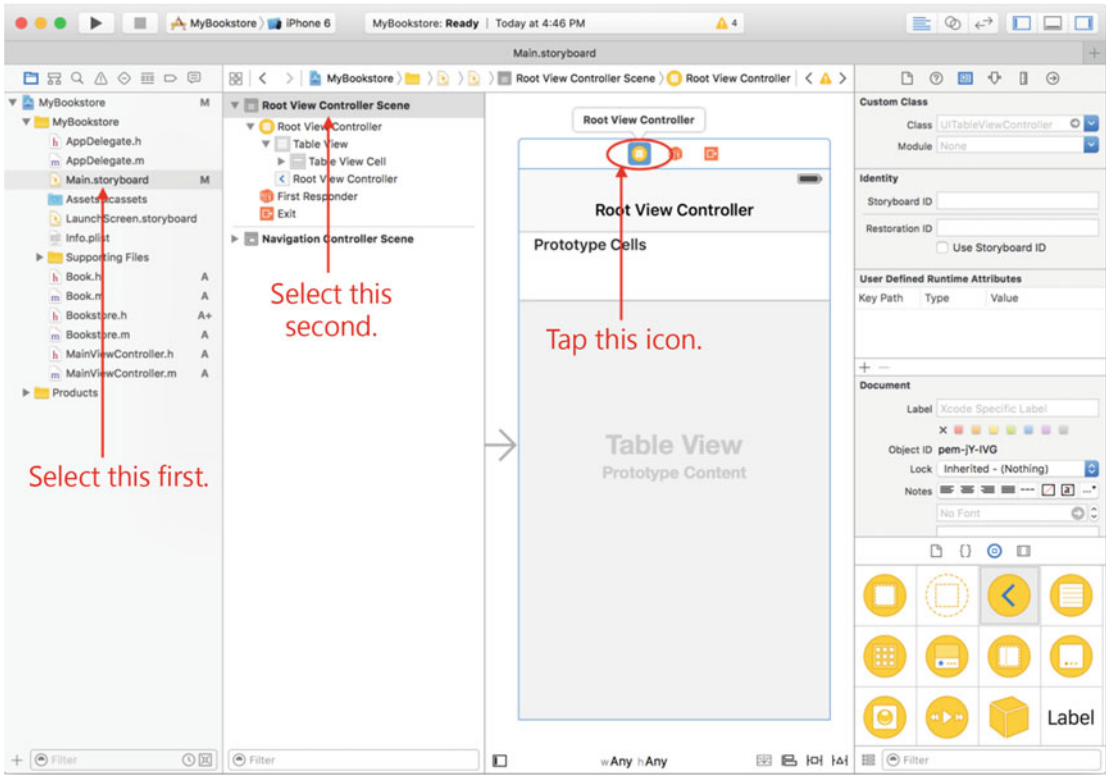 MyBookstore
iPhone 6
MyBookstore: Ready | Today at 4:46 PM
4
Main.storyboard
MyBookstore
M
MyBookstore
AppDelegate.h
AppDelegate.m
Main.storyboard
M
Assets.xcassets
LaunchScreen.storyboard
Info.plist
Supporting Files
Book.h
A
Book.m
A
Bookstore.h
A+
Bookstore.m
A
MainViewController.h
A
MainViewController.m
A
Products
Select this first.
Filter
MyBookstore
Root View Controller Scene
Root View Controller
Root View Controller Scene
Root View Controller
Table View
Table View Cell
Root View Controller
First Responder
Exit
Navigation Controller Scene
Select this
second.
Filter
Root View Controller
Root View Controller
Prototype Cells
Tap this icon.
Table View
Prototype Content
wAny hAny
Custom Class
Class UITableViewController
Module None
Identity
Storyboard ID
Restoration ID
Use Storyboard ID
User Defined Runtime Attributes
Key Path Type Value
Document
Label Xcode Specific Label
Object ID pem-jY-IVG
Lock Inherited - (Nothing)
Notes
No Font
Label
Filter